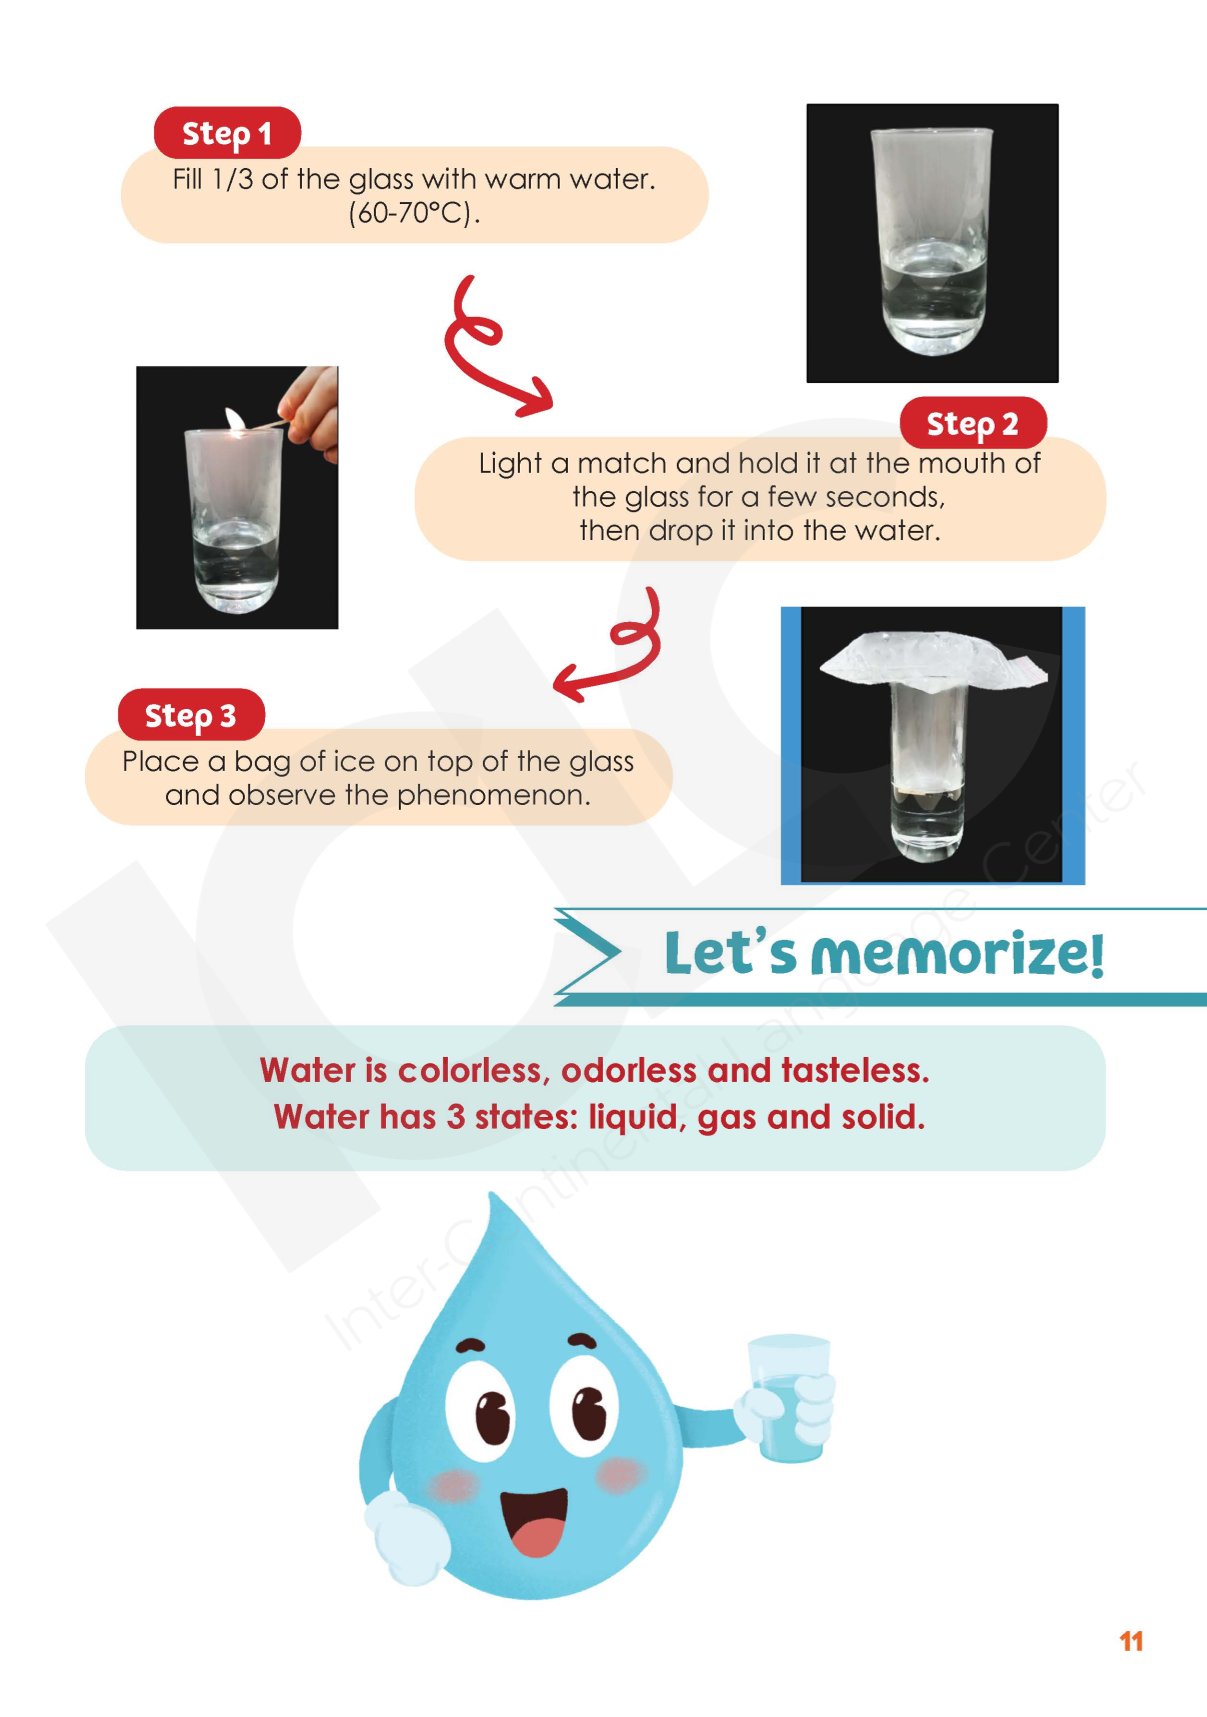 Step 1
Fill 1/3 of the glass with warm water.
(60-70°C).
Step 2
Light a match and hold it at the mouth of
the glass for a few seconds,
then drop it into the water.
Step 3
Place a bag of ice on top of the glass
and observe the phenomenon.
Let's memorize!
Water is colorless, odorless and tasteless.
Water has 3 states: liquid, gas and solid.
ICLC
Inter-Continental Language Center
11